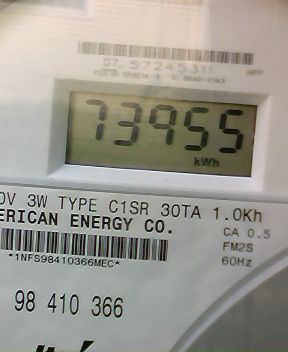 07 57245311
73955
kWh
0V 3W TYPE C1SR 30TA 1.0Kh
ERICAN ENERGY CO.
CA 0.5
FM2S
60Hz
*1NFS98410366MEC*
98 410 366